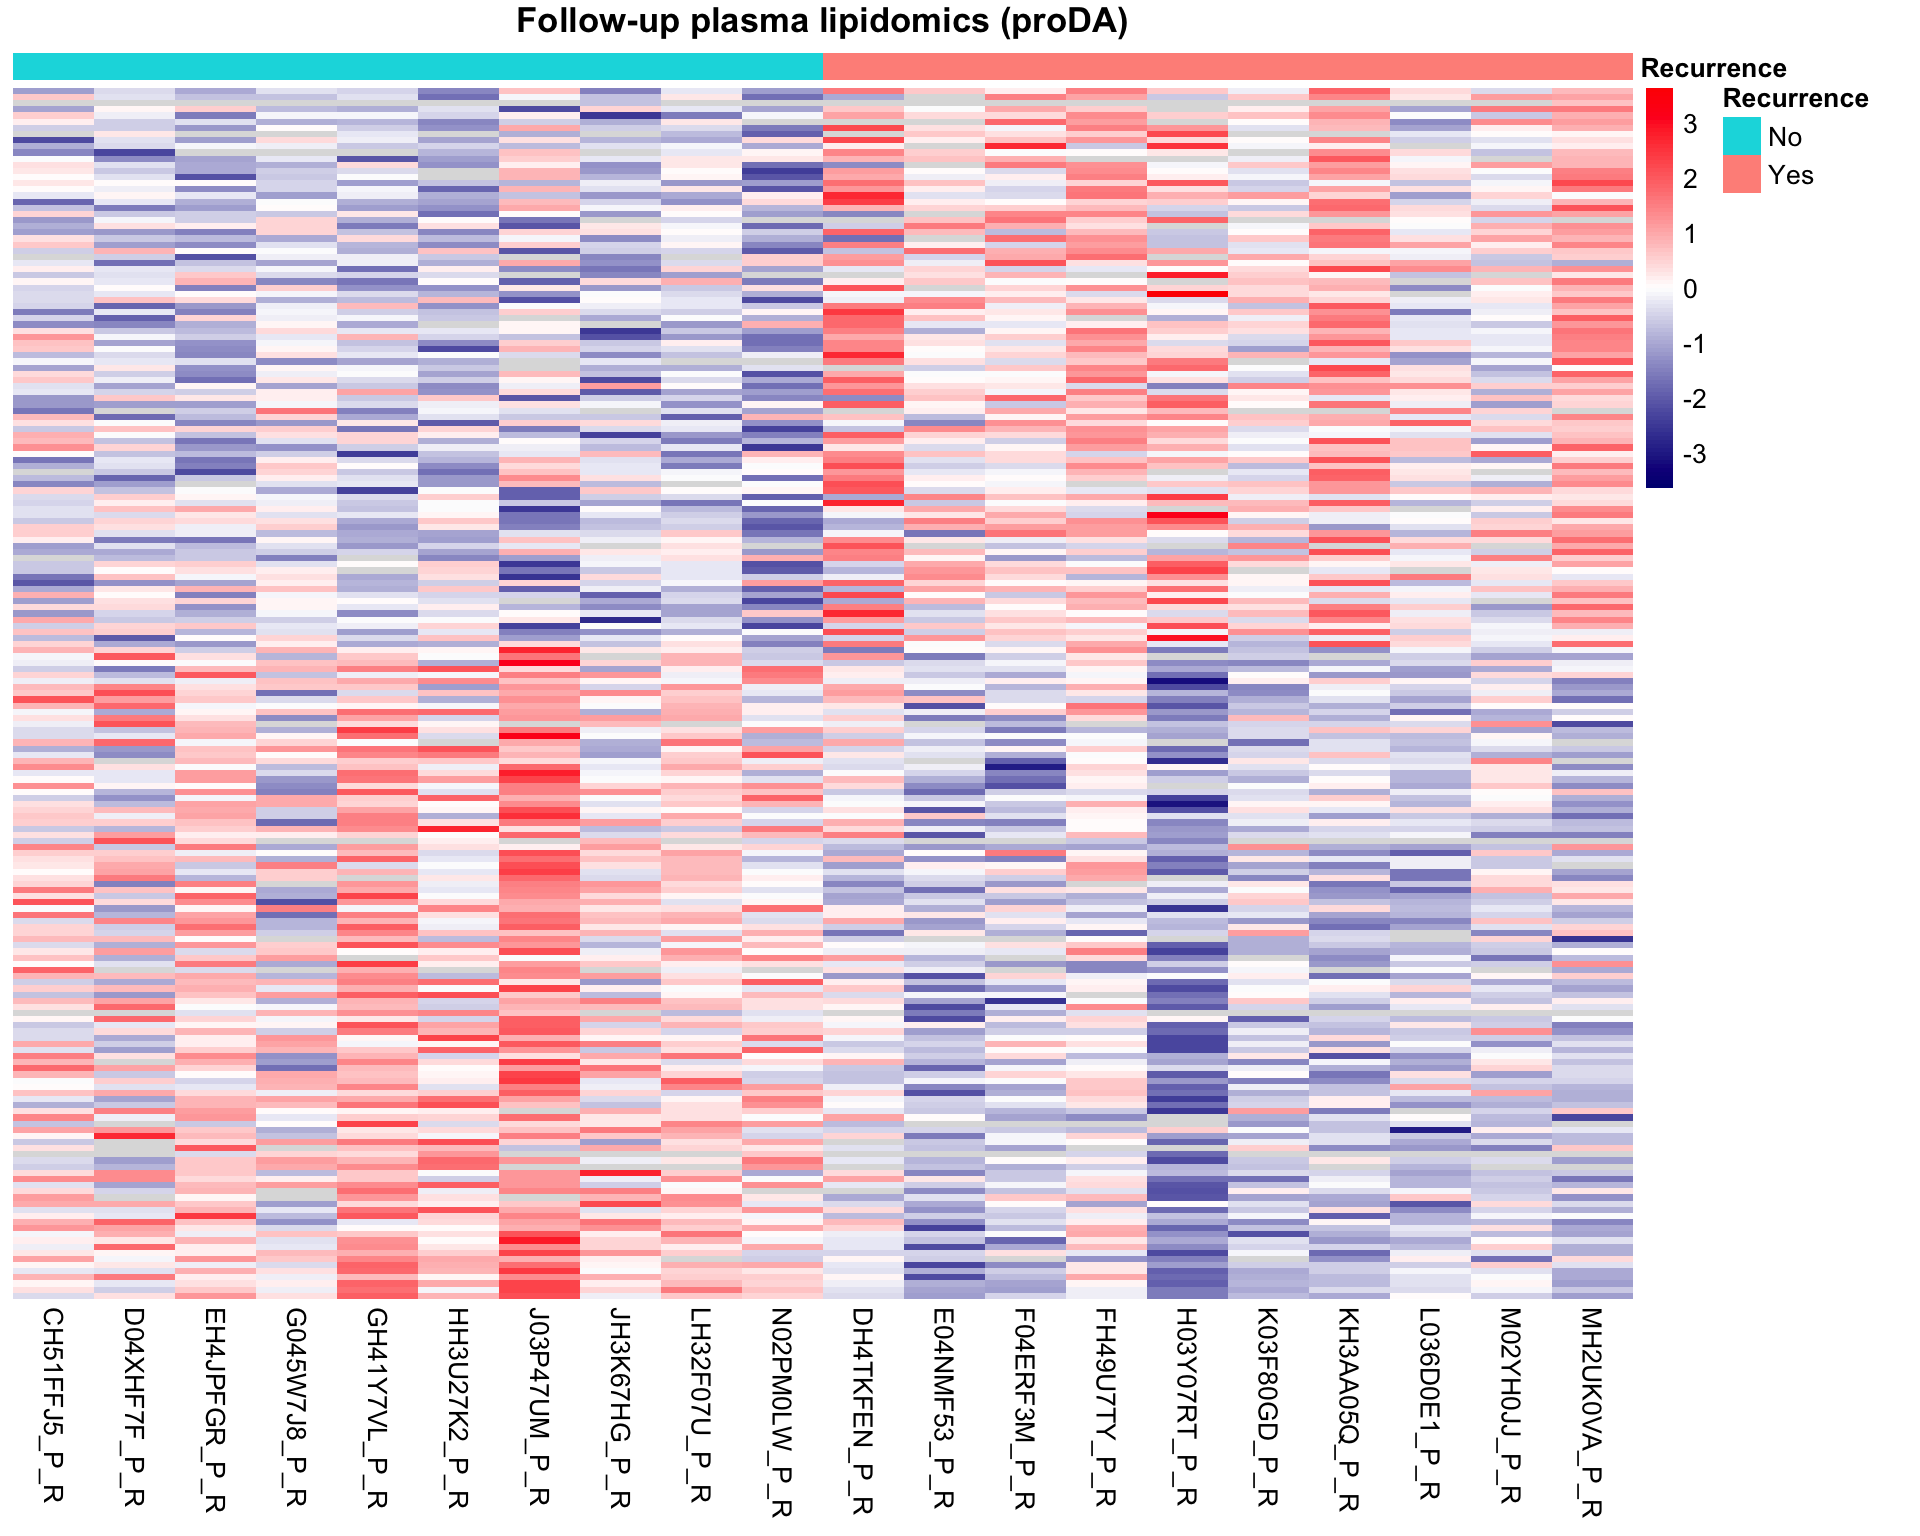 Follow-up plasma lipidomics (proDA)
Recurrence
Recurrence
No
Yes
3
2
1
0
-1
-2
-3
CH51FFJ5_P_R
D04XHF7F_P_R
EH4JPFGR_P_R
G045W7J8_P_R
GH41Y7VL_P_R
HH3U27K2_P_R
J03P47UM_P_R
JH3K67HG_P_R
LH32F07U_P_R
N02PM0LW_P_R
DH4TKFEN_P_R
E04NMF53_P_R
F04ERF3M_P_R
FH49U7TY_P_R
H03Y07RT_P_R
K03F80GD_P_R
KH3AA05Q_P_R
L036D0E1_P_R
M02YH0JJ_P_R
MH2UK0VA_P_R